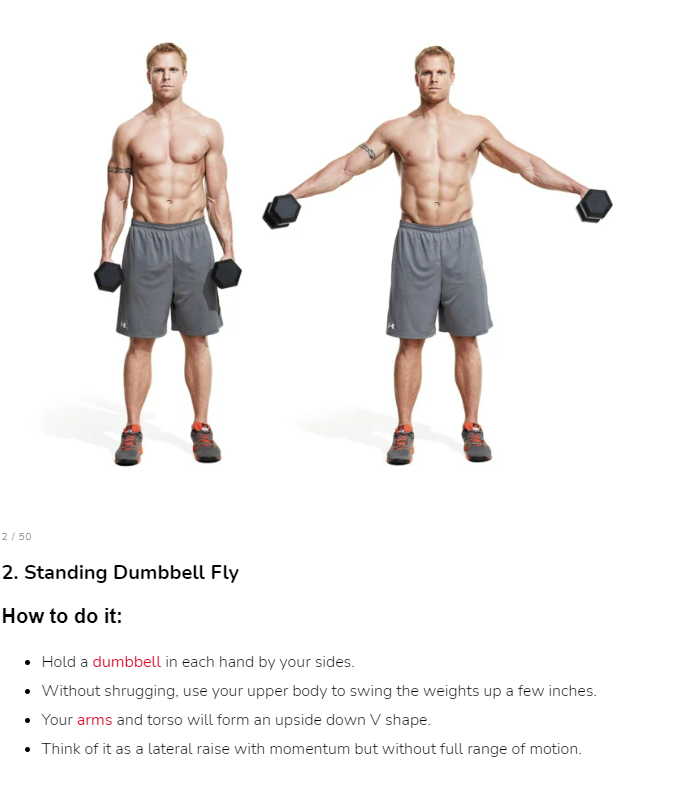 2 / 50
2. Standing Dumbbell Fly
How to do it:
Hold a dumbbell in each hand by your sides.
Without shrugging, use your upper body to swing the weights up a few inches.
Your arms and torso will form an upside down V shape.
Think of it as a lateral raise with momentum but without full range of motion.